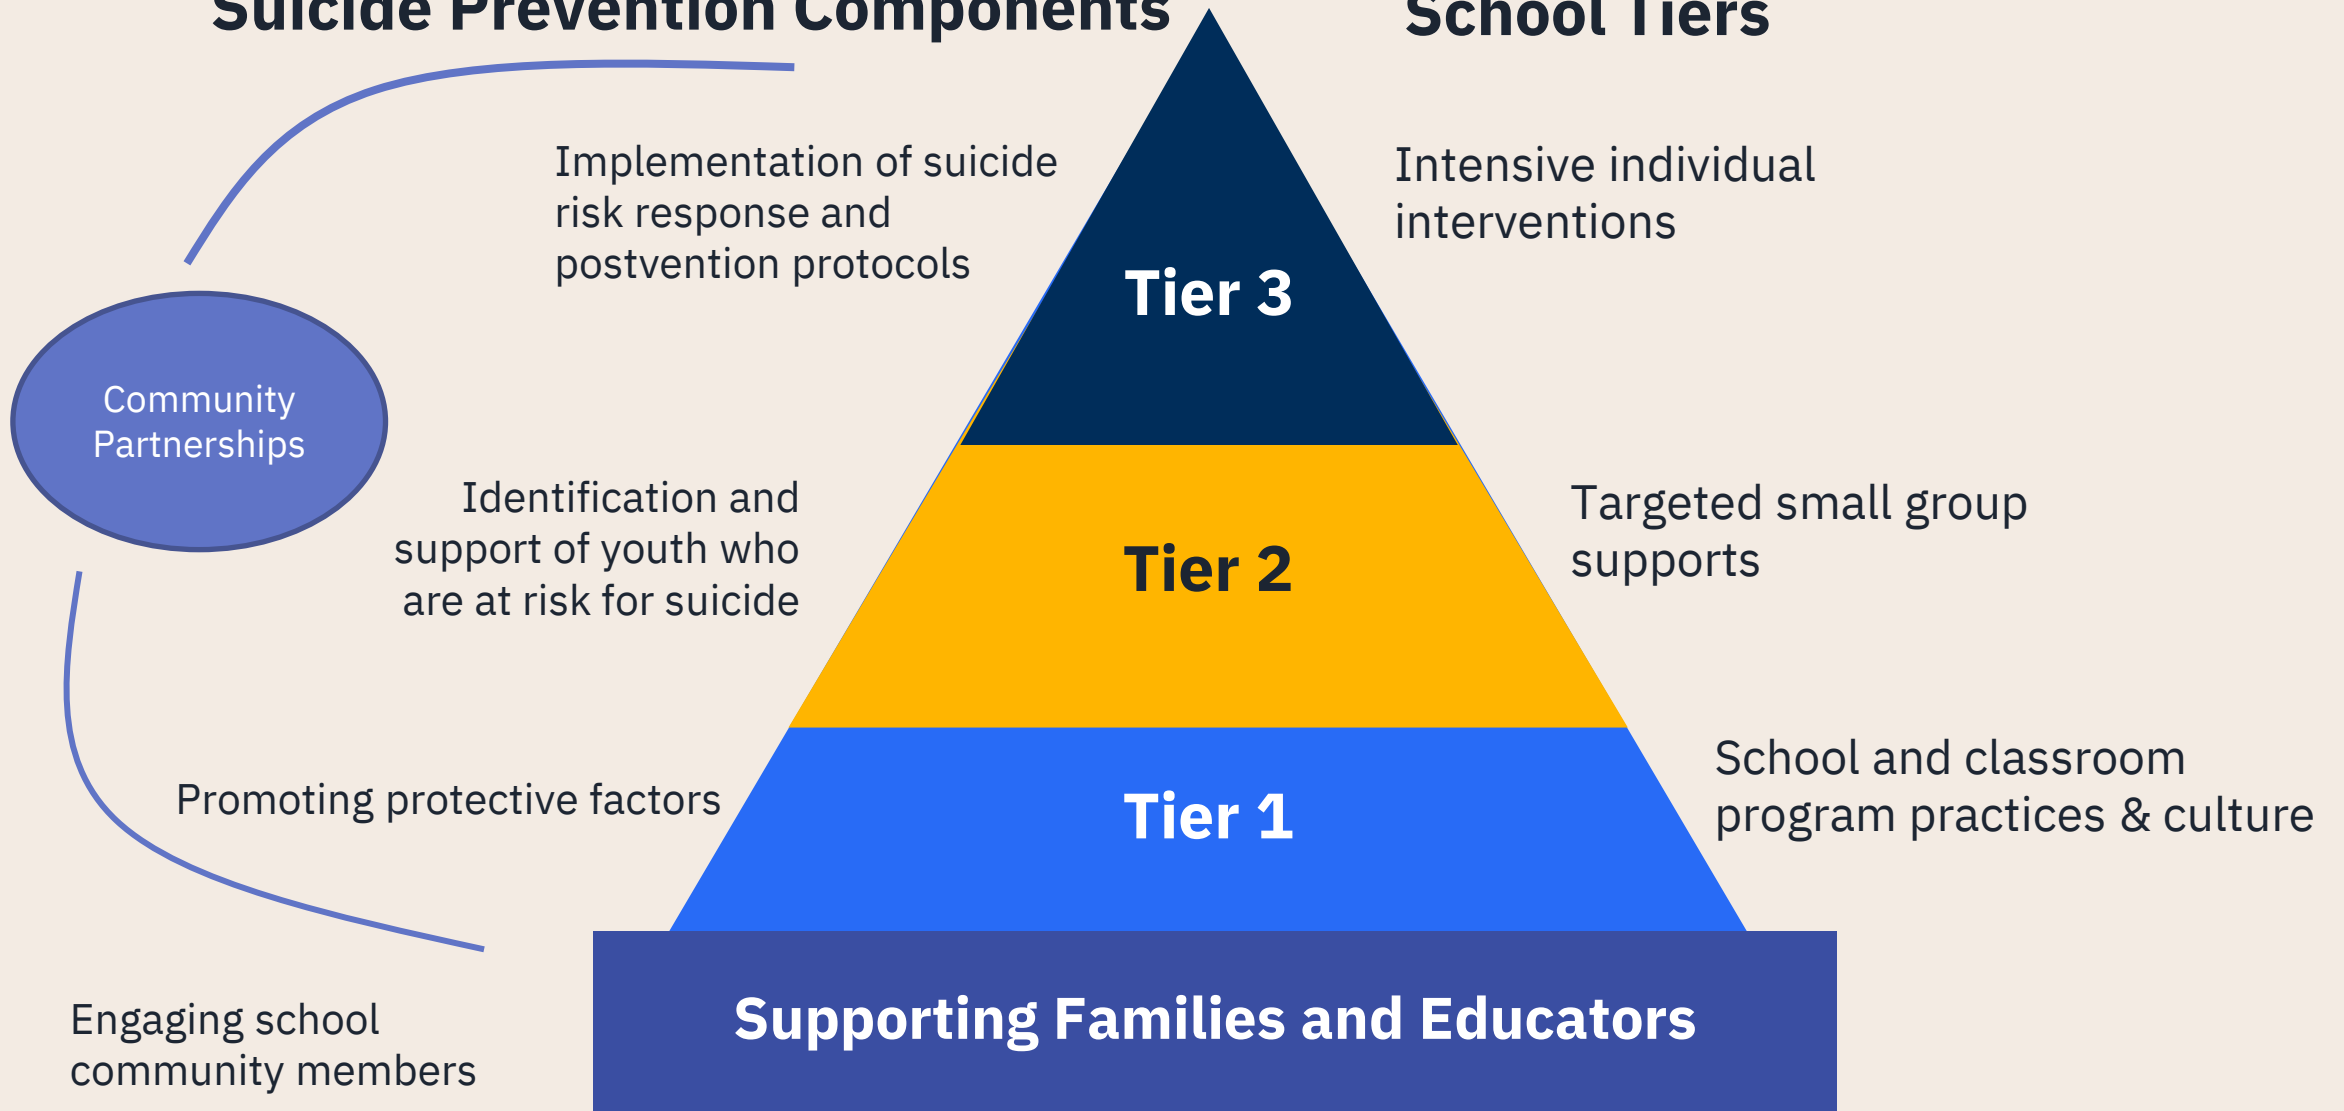 Suicide Prevention Components
School Tiers
Implementation of suicide
risk response and
postvention protocols
Tier 3
Intensive individual
interventions
Community
Partnerships
Identification and
support of youth who
are at risk for suicide
Tier 2
Targeted small group
supports
Promoting protective factors
Tier 1
School and classroom
program practices & culture
Engaging school
community members
Supporting Families and Educators